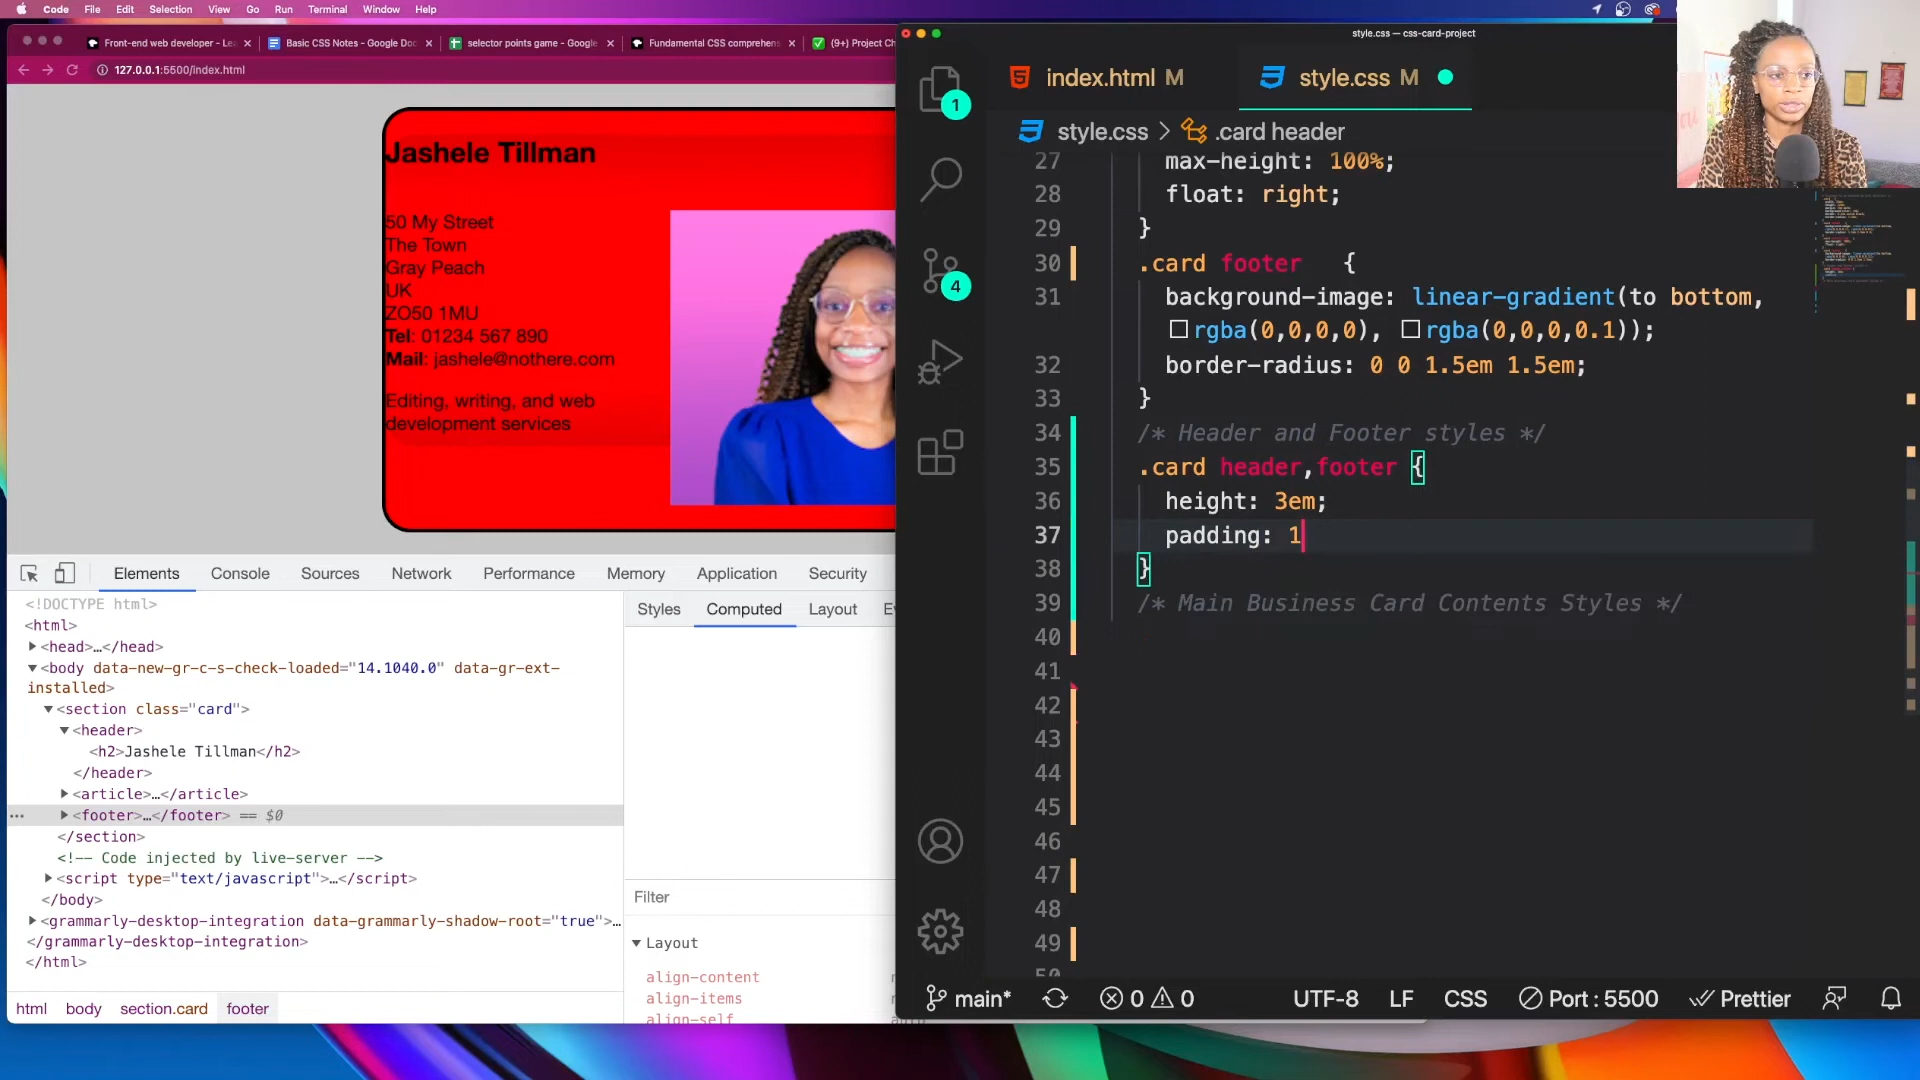 Code File Edit Selection View Go Run Terminal Window Help
Front-end web developer - Le
Basic CSS Notes - Google Doc
selector points game - Google
Fundamental CSS comprehens
(9+) Project Ch
127.0.0.1:5500/index.html
Jashele Tillman
50 My Street
The Town
Gray Peach
UK
ZO50 1MU
Tel: 01234 567 890
Mail: jashele@nothere.com
Editing, writing, and web
development services
Elements Console Sources Network Performance Memory Application Security
<!DOCTYPE html>
<html>
<head>…</head>
<body data-new-gr-c-s-check-loaded="14.1040.0" data-gr-ext-
installed>
<section class="card">
<header>
<h2>Jashele Tillman</h2>
</header>
<article>…</article>
<footer>…</footer> == $0
</section>
<!-- Code injected by live-server -->
<script type="text/javascript">…</script>
</body>
<grammarly-desktop-integration data-grammarly-shadow-root="true">…
</grammarly-desktop-integration>
</html>
html body section.card footer
Styles Computed Layout
Filter
Layout
align-content
align-items
align-self
style.css — css-card-project
index.html M
style.css M
style.css > .card header
1
4
27 max-height: 100%;
28 float: right;
29 }
30 .card footer {
31 background-image: linear-gradient(to bottom,
rgba(0,0,0,0), rgba(0,0,0,0.1));
32 border-radius: 0 0 1.5em 1.5em;
33 }
34 /* Header and Footer styles */
35 .card header,footer {
36 height: 3em;
37 padding: 1
38 }
39 /* Main Business Card Contents Styles */
40
41
42
43
44
45
46
47
48
49
50
main* 0 0 UTF-8 LF CSS Port : 5500 Prettier